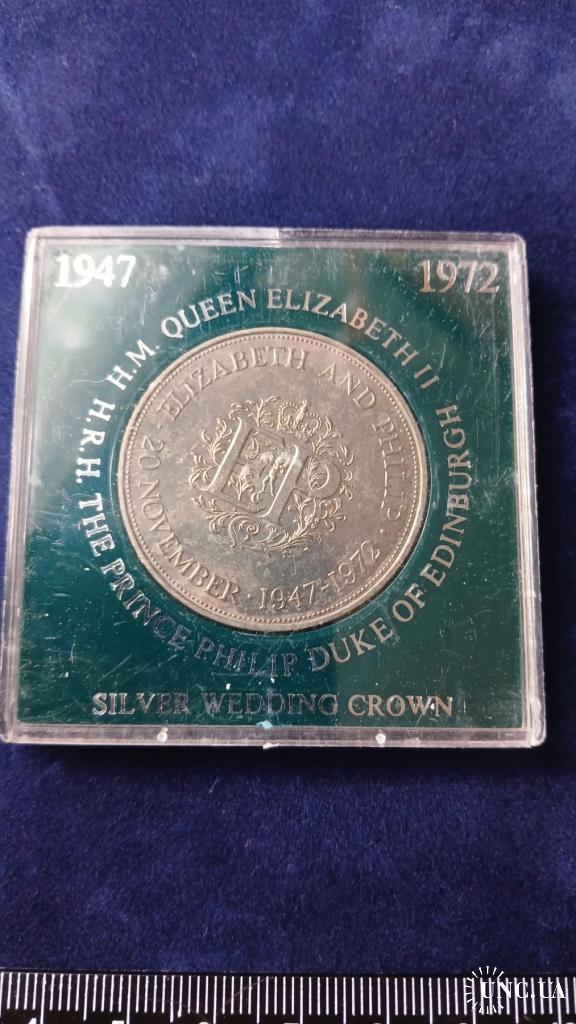 1947
1972
H.M. QUEEN ELIZABETH II
H.R.H. THE PRINCE PHILIP DUKE OF EDINBURGH
ELIZABETH AND PHILIP
20 NOVEMBER · 1947-1972
SILVER WEDDING CROWN
UNC.UA